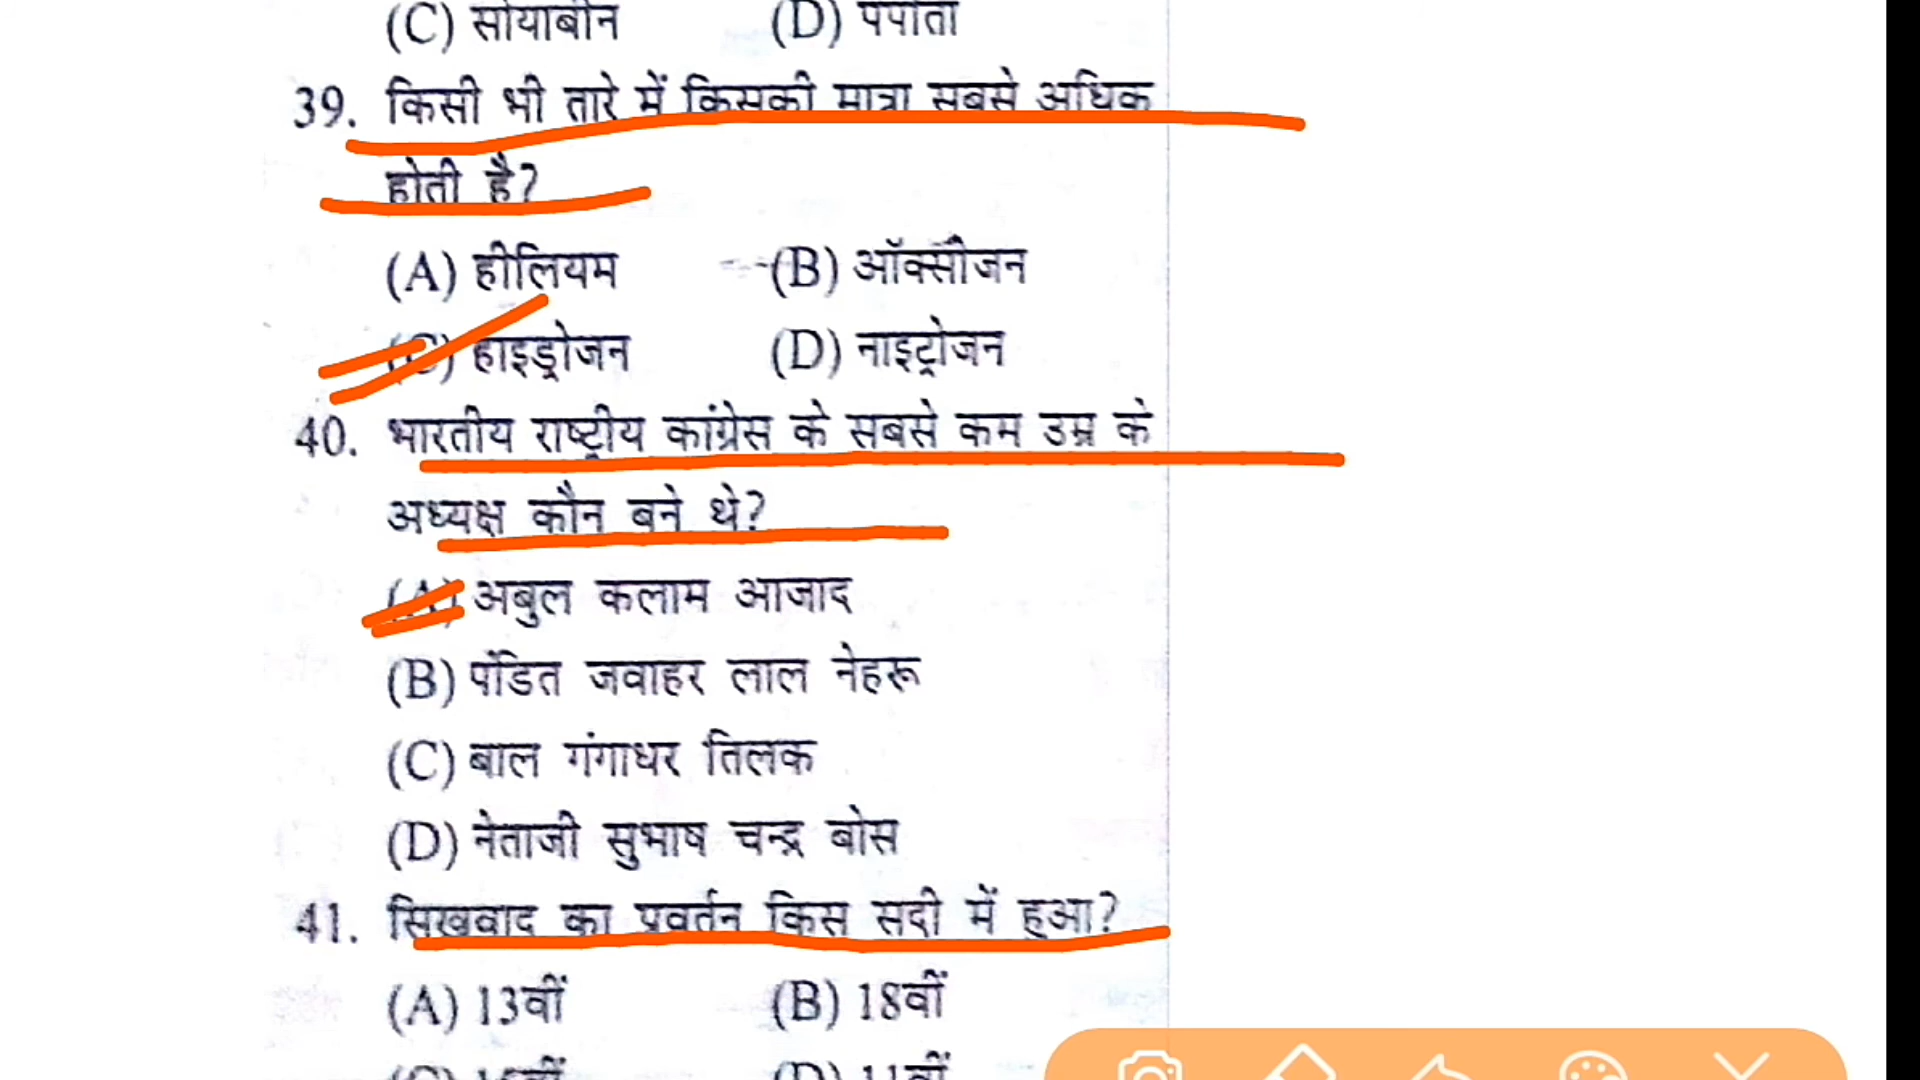 (C) सोयाबीन (D) पपीता
39. किसी भी तारे में किसकी मात्रा सबसे अधिक
होती है?
(A) हीलियम (B) ऑक्सीजन
(C) हाइड्रोजन (D) नाइट्रोजन
40. भारतीय राष्ट्रीय कांग्रेस के सबसे कम उम्र के
अध्यक्ष कौन बने थे?
(A) अबुल कलाम आजाद
(B) पंडित जवाहर लाल नेहरू
(C) बाल गंगाधर तिलक
(D) नेताजी सुभाष चन्द्र बोस
41. सिखवाद का प्रवर्तन किस सदी में हुआ?
(A) 13वीं (B) 18वीं
(D) 11वीं